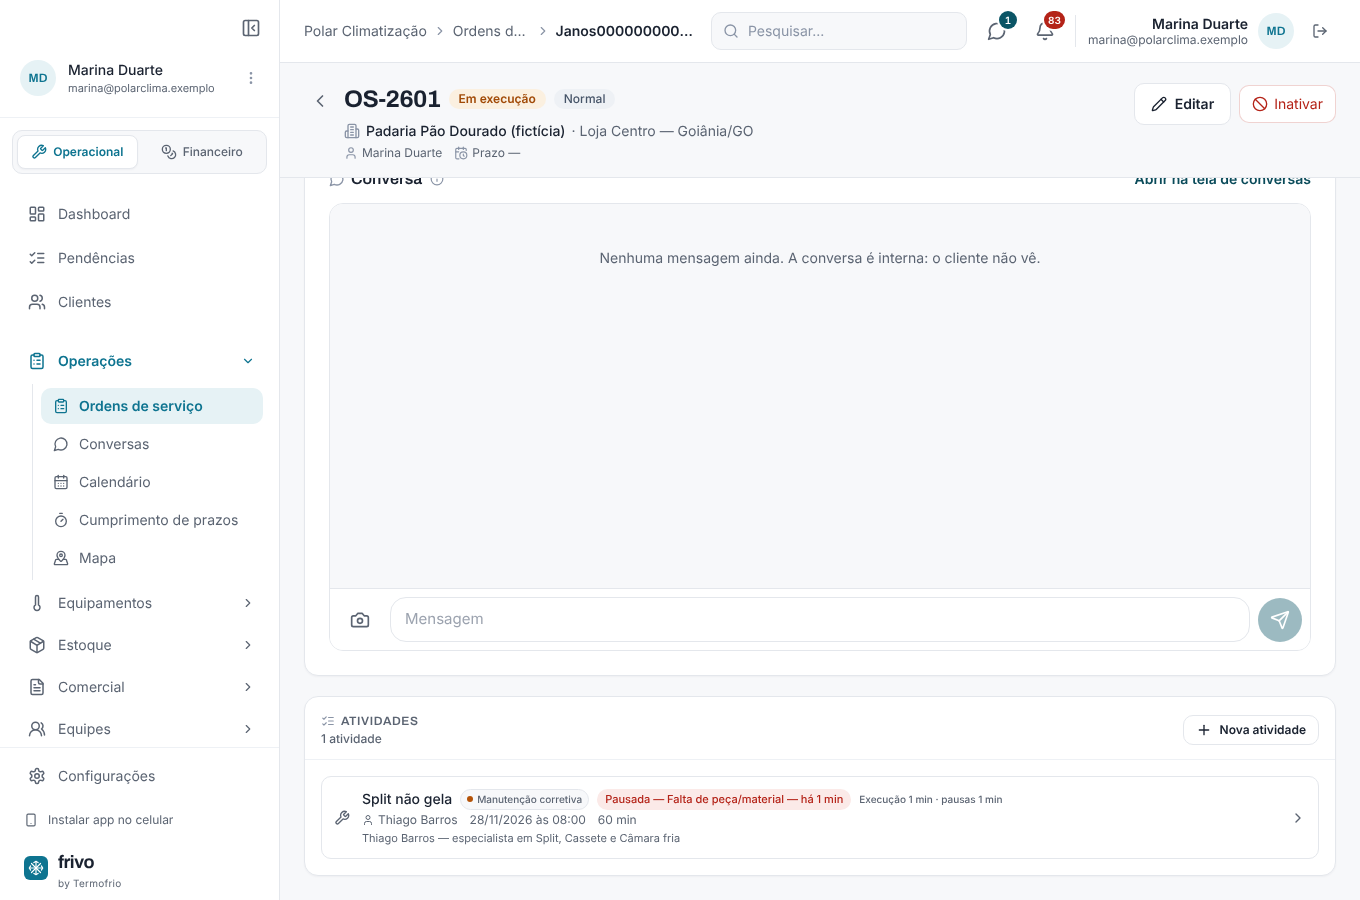 Polar Climatização
Ordens d...
Janos000000000...
Pesquisar...
1
83
Marina Duarte
marina@polarclima.exemplo
MD
MD
Marina Duarte
marina@polarclima.exemplo
Operacional
Financeiro
Dashboard
Pendências
Clientes
Operações
Ordens de serviço
Conversas
Calendário
Cumprimento de prazos
Mapa
Equipamentos
Estoque
Comercial
Equipes
Configurações
Instalar app no celular
frivo
by Termofrio
OS-2601 Em execução Normal
Editar
Inativar
Padaria Pão Dourado (fictícia) · Loja Centro — Goiânia/GO
Marina Duarte Prazo —
Conversa
Abrir na tela de conversas
Nenhuma mensagem ainda. A conversa é interna: o cliente não vê.
Mensagem
ATIVIDADES
1 atividade
Nova atividade
Split não gela Manutenção corretiva Pausada — Falta de peça/material — há 1 min Execução 1 min · pausas 1 min
Thiago Barros 28/11/2026 às 08:00 60 min
Thiago Barros — especialista em Split, Cassete e Câmara fria